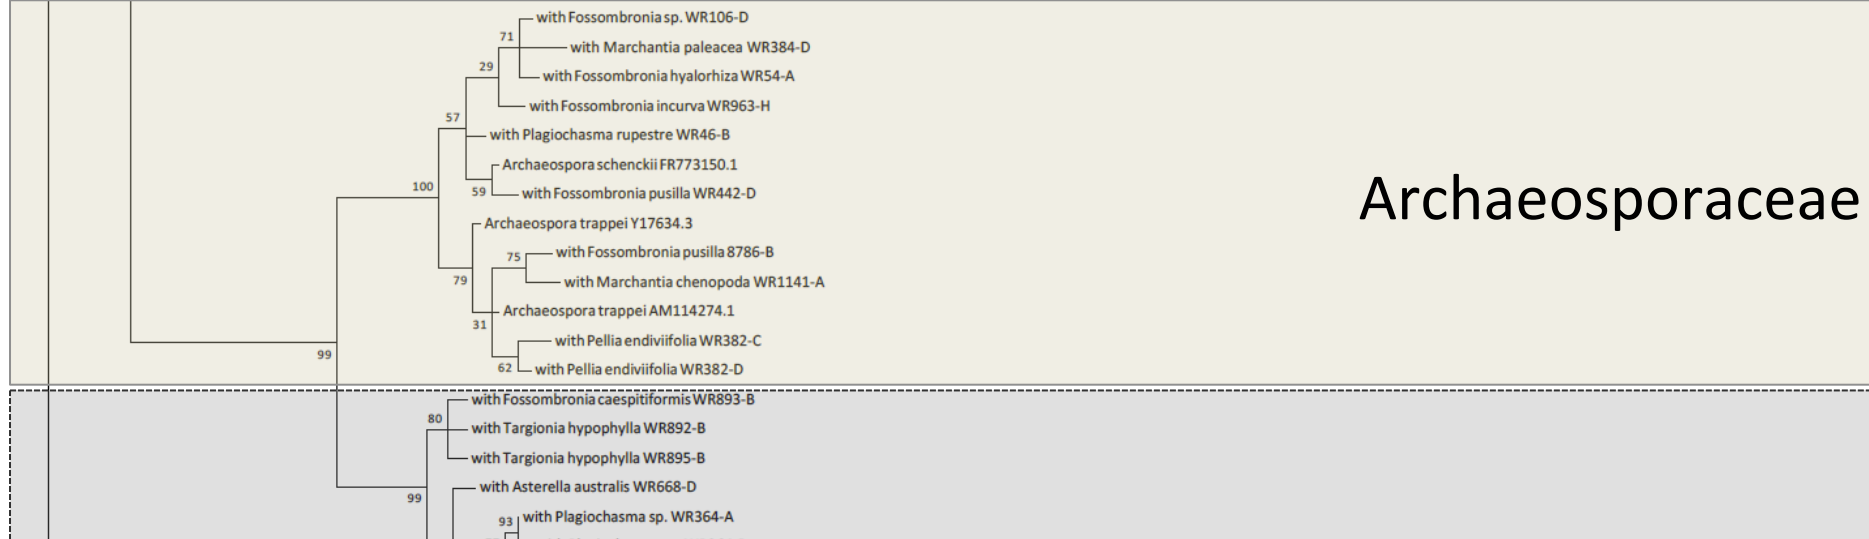 with Fossombronia sp. WR106-D
71
with Marchantia paleacea WR384-D
29
with Fossombronia hyalorhiza WR54-A
with Fossombronia incurva WR963-H
57
with Plagiochasma rupestre WR46-B
Archaeospora schenckii FR773150.1
100
59
with Fossombronia pusilla WR442-D
Archaeosporaceae
Archaeospora trappei Y17634.3
with Fossombronia pusilla 8786-B
75
79
with Marchantia chenopoda WR1141-A
Archaeospora trappei AM114274.1
31
with Pellia endiviifolia WR382-C
99
62
with Pellia endiviifolia WR382-D
with Fossombronia caespitiformis WR893-B
80
with Targionia hypophylla WR892-B
with Targionia hypophylla WR895-B
with Asterella australis WR668-D
99
93
with Plagiochasma sp. WR364-A